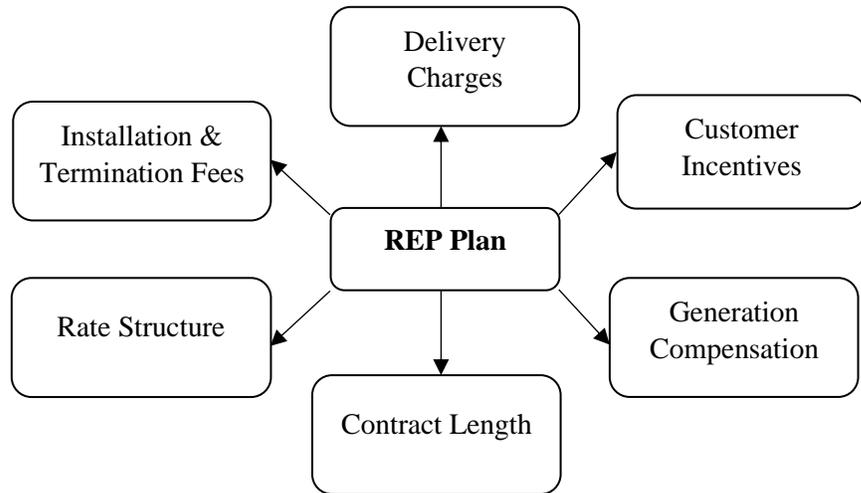 Delivery
Charges
Installation &
Termination Fees
Customer
Incentives
REP Plan
Rate Structure
Generation
Compensation
Contract Length